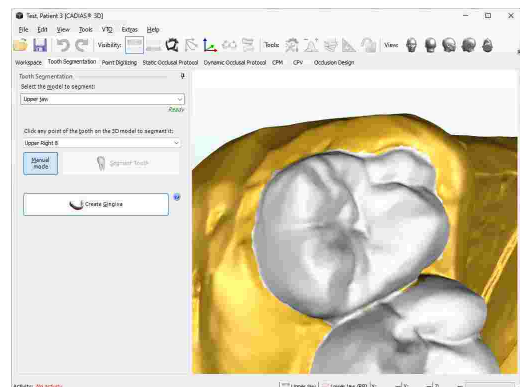 Test, Patient 3 [CADIAS® 3D]
File Edit View Tools VTO Extras Help
Visibility: Tools: View:
Workspace Tooth Segmentation Point Digitizing Static Occlusal Protocol Dynamic Occlusal Protocol CPM CPV Occlusion Design
Tooth Segmentation
Select the model to segment:
Upper Jaw
Ready
Click any point of the tooth on the 3D model to segment it:
Upper Right 8
Manual mode
Segment Tooth
Create Gingiva
Activity: No Activity
Upper Jaw Lower Jaw (RP) X: Y: Z: